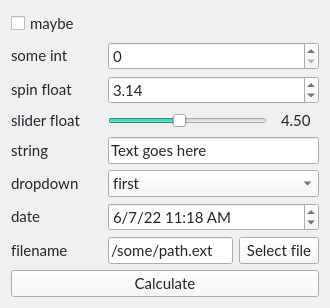 maybe
some int 0
spin float 3.14
slider float 4.50
string Text goes here
dropdown first
date 6/7/22 11:18 AM
filename /some/path.ext Select file
Calculate